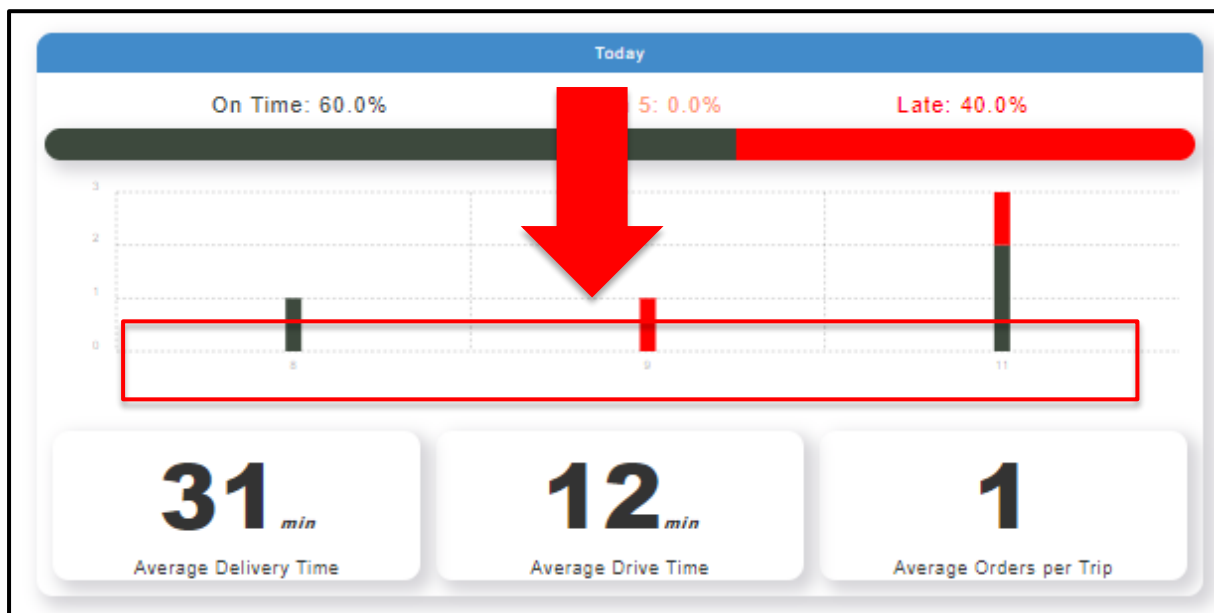 Today
On Time: 60.0% 5: 0.0% Late: 40.0%
3
2
1
0
8 9 11
31 min 12 min 1
Average Delivery Time Average Drive Time Average Orders per Trip